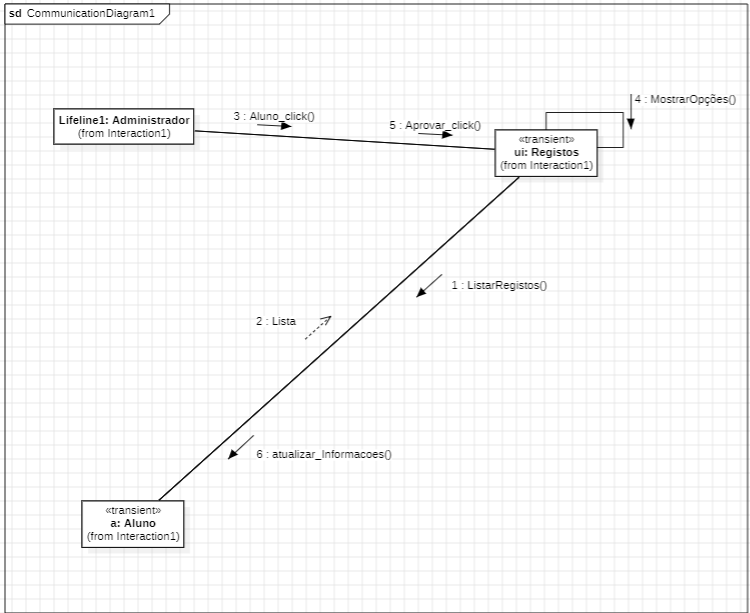 sd CommunicationDiagram1
4 : MostrarOpções()
3 : Aluno_click()
5 : Aprovar_click()
Lifeline1: Administrador
(from Interaction1)
«transient»
ui: Registos
(from Interaction1)
1 : ListarRegistos()
2 : Lista
6 : atualizar_Informacoes()
«transient»
a: Aluno
(from Interaction1)